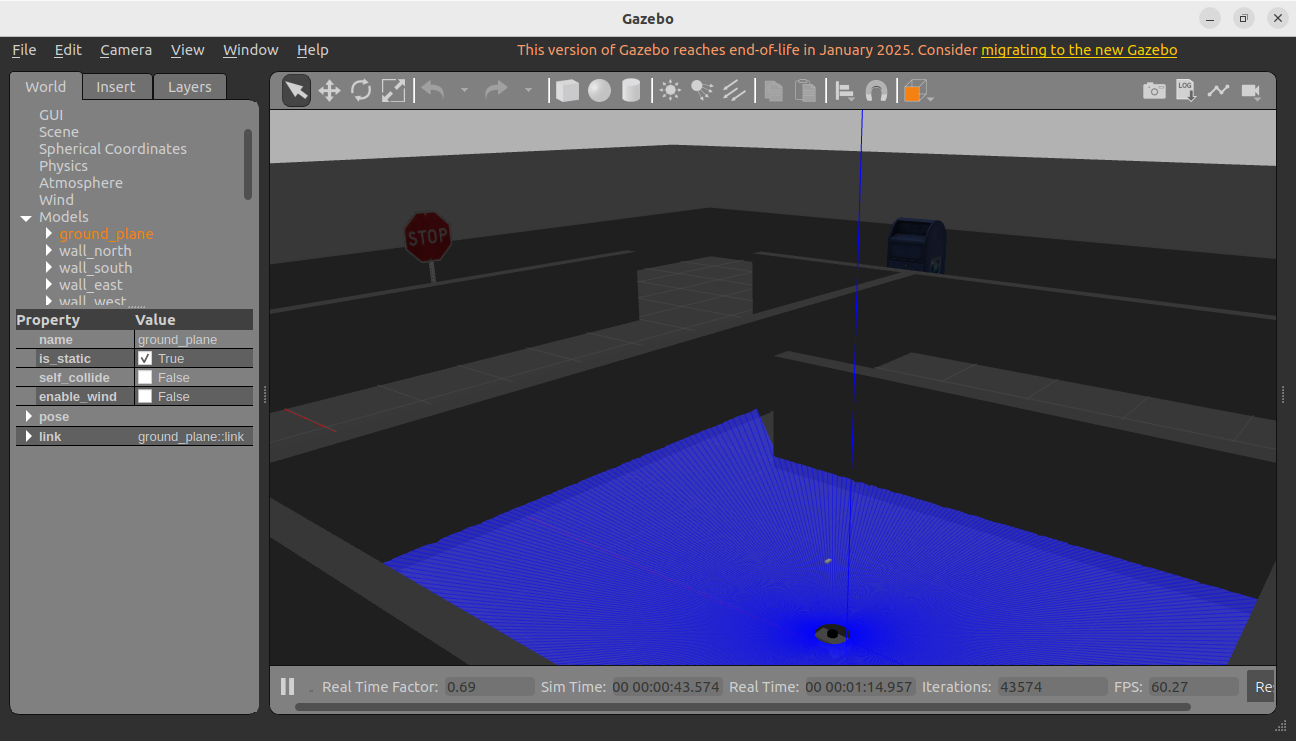 Gazebo
File Edit Camera View Window Help
This version of Gazebo reaches end-of-life in January 2025. Consider migrating to the new Gazebo
World Insert Layers
GUI
Scene
Spherical Coordinates
Physics
Atmosphere
Wind
Models
ground_plane
wall_north
wall_south
wall_east
wall_west
Property Value
name ground_plane
is_static True
self_collide False
enable_wind False
pose
link ground_plane::link
LOG
STOP
Real Time Factor: 0.69 Sim Time: 00 00:00:43.574 Real Time: 00 00:01:14.957 Iterations: 43574 FPS: 60.27 Re